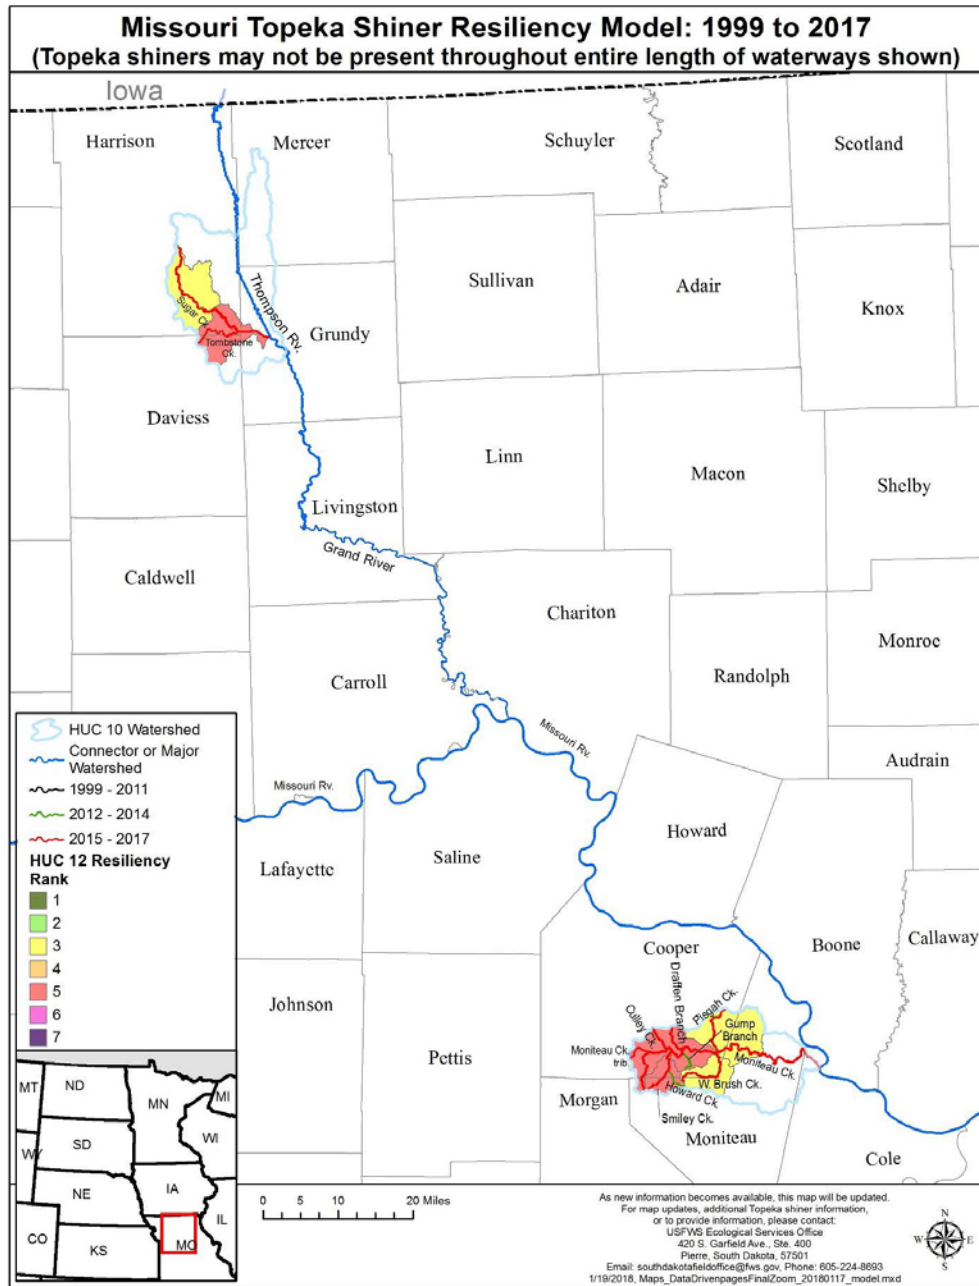 Missouri Topeka Shiner Resiliency Model: 1999 to 2017
(Topeka shiners may not be present throughout entire length of waterways shown)
Iowa
Harrison
Mercer
Schuyler
Scotland
Sullivan
Adair
Knox
Thompson Rv.
Grundy
Sugar Ck.
Tombstone
Ck.
Daviess
Linn
Macon
Shelby
Livingston
Grand River
Caldwell
Chariton
Monroe
Randolph
Carroll
Audrain
Missouri Rv.
Missouri Rv.
Howard
Lafayette
Saline
Boone
Callaway
Cooper
Johnson
Pettis
Draffen Branch
Pisgah Ck.
Culley Ck.
Gump
Branch
Moniteau Ck.
trib.
Moniteau Ck.
W. Brush Ck.
Howard Ck.
Smiley Ck.
Morgan
Moniteau
Cole
HUC 10 Watershed
Connector or Major
Watershed
1999 - 2011
2012 - 2014
2015 - 2017
HUC 12 Resiliency
Rank
1
2
3
4
5
6
7
MT
ND
MN
MI
SD
WI
WY
NE
IA
IL
CO
KS
MO
0 5 10 20 Miles
As new information becomes available, this map will be updated.
For map updates, additional Topeka shiner information,
or to provide information, please contact:
USFWS Ecological Services Office
420 S. Garfield Ave., Ste. 400
Pierre, South Dakota, 57501
Email: southdakotafieldoffice@fws.gov, Phone: 605-224-8693
1/19/2018, Maps_DataDrivenpagesFinalZoom_20180117_model.mxd
N
W
E
S